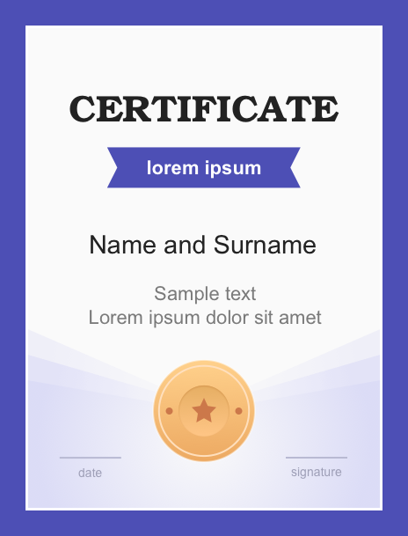 CERTIFICATE
lorem ipsum
Name and Surname
Sample text
Lorem ipsum dolor sit amet
date
signature